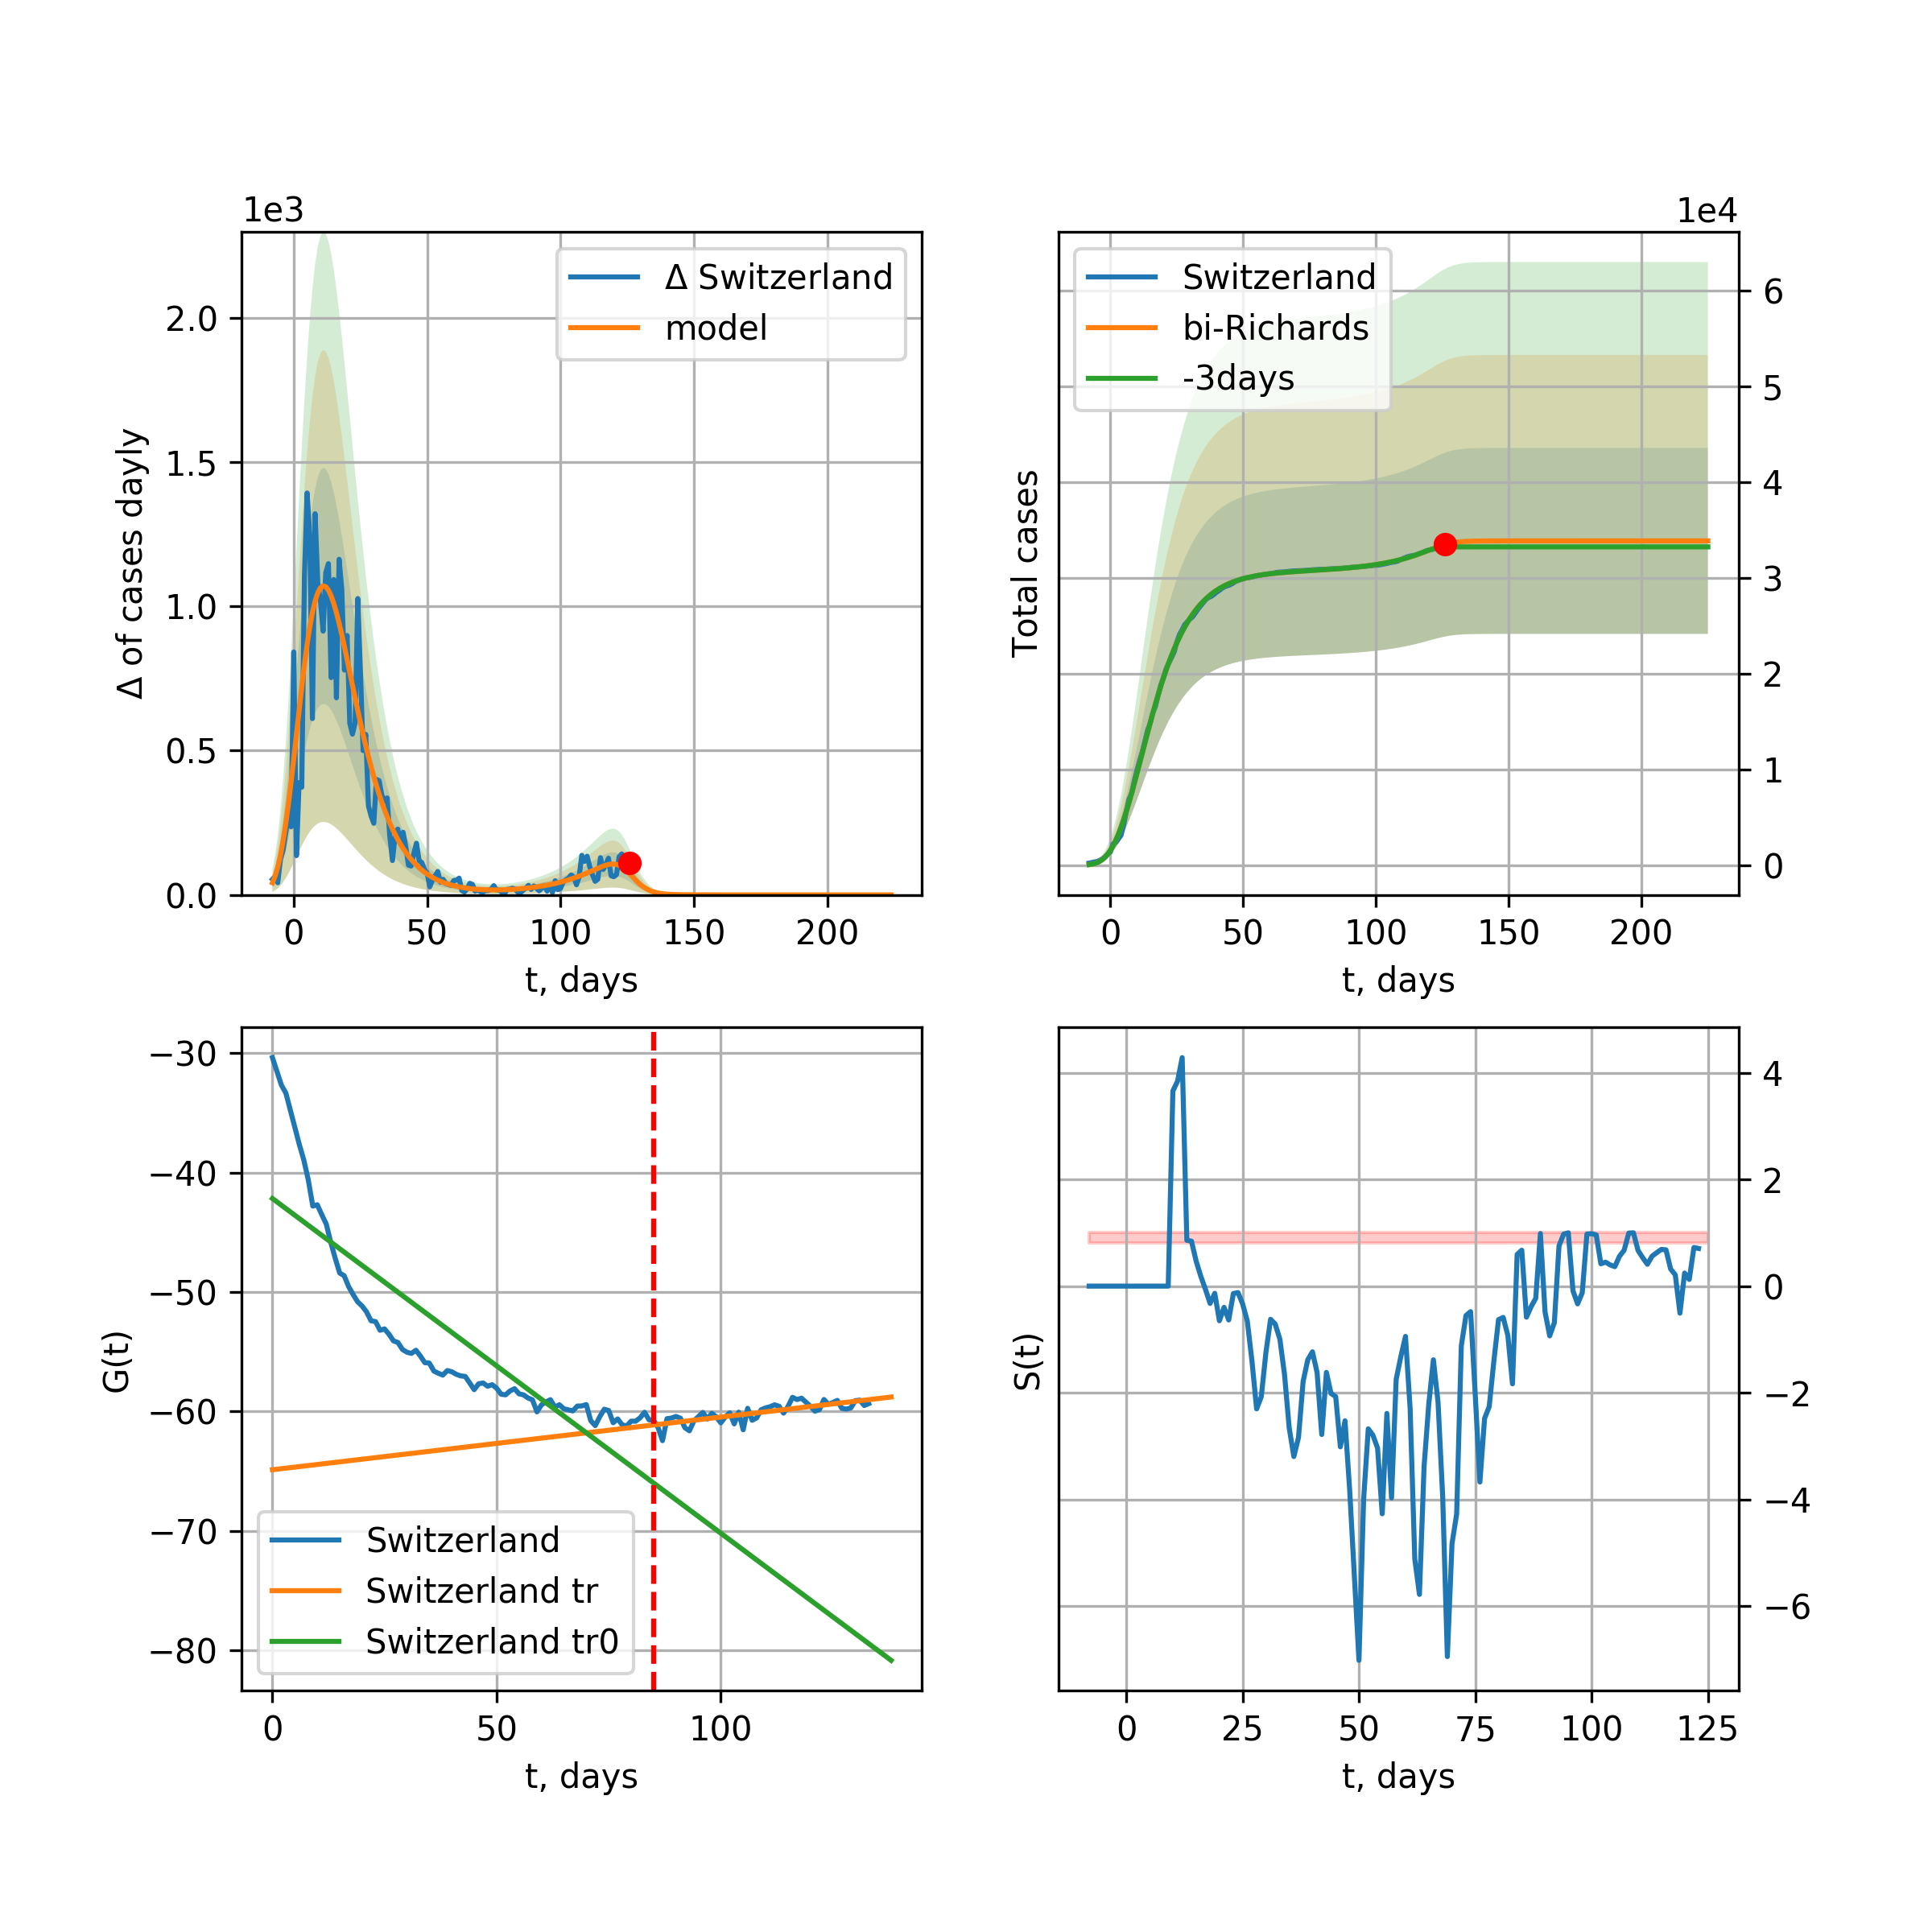 1e3
Δ of cases dayly
2.0
1.5
1.0
0.5
0.0
0 50 100 150 200
t, days
Δ Switzerland
model
1e4
Total cases
6
5
4
3
2
1
0
0 50 100 150 200
t, days
Switzerland
bi-Richards
-3days
G(t)
−30
−40
−50
−60
−70
−80
0 50 100
t, days
Switzerland
Switzerland tr
Switzerland tr0
S(t)
4
2
0
−2
−4
−6
0 25 50 75 100 125
t, days